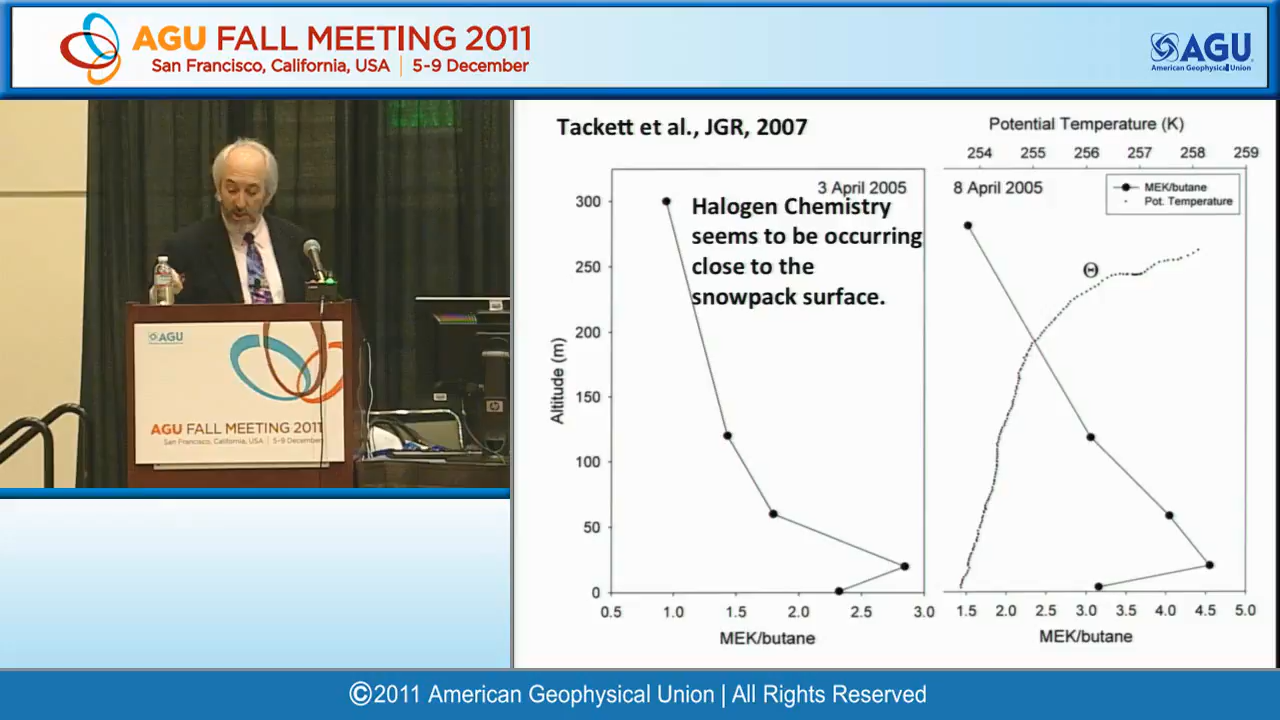 AGU FALL MEETING 2011
San Francisco, California, USA | 5-9 December
AGU
American Geophysical Union
AGU
AGU FALL MEETING 2011
San Francisco, California, USA | 5-9 December
hp
Tackett et al., JGR, 2007
Potential Temperature (K)
254 255 256 257 258 259
3 April 2005
8 April 2005
MEK/butane
Pot. Temperature
Halogen Chemistry
seems to be occurring
close to the
snowpack surface.
Θ
Altitude (m)
300
250
200
150
100
50
0
0.5 1.0 1.5 2.0 2.5 3.0
1.5 2.0 2.5 3.0 3.5 4.0 4.5 5.0
MEK/butane
MEK/butane
©2011 American Geophysical Union | All Rights Reserved